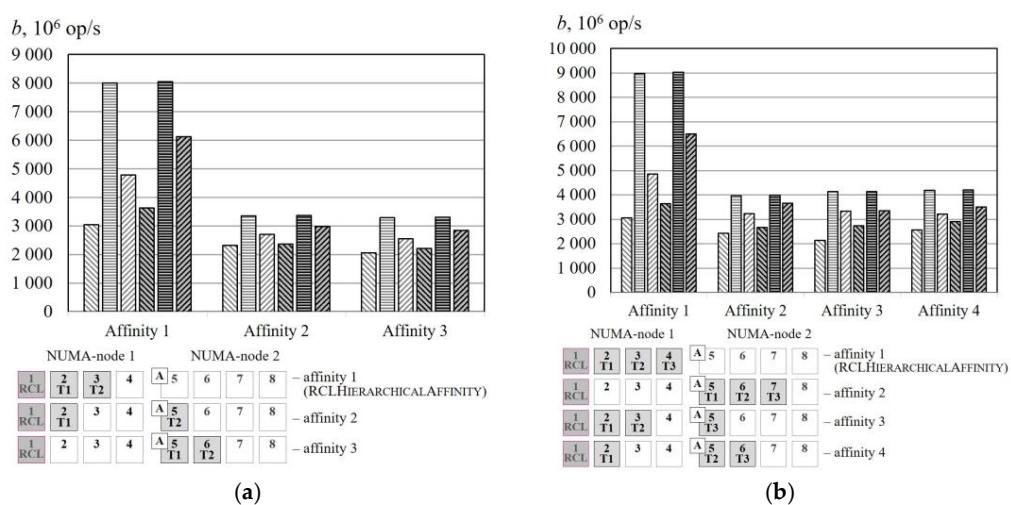 b, 10⁶ op/s
9 000
8 000
7 000
6 000
5 000
4 000
3 000
2 000
1 000
0
Affinity 1 Affinity 2 Affinity 3
NUMA-node 1 NUMA-node 2
1 2 3 4 A 5 6 7 8 – affinity 1
RCL T1 T2 (RCLHIERARCHICALAFFINITY)
1 2 3 4 A 5 6 7 8 – affinity 2
RCL T1 T2
1 2 3 4 A 5 6 7 8 – affinity 3
RCL T1 T2
(a)
b, 10⁶ op/s
10 000
9 000
8 000
7 000
6 000
5 000
4 000
3 000
2 000
1 000
0
Affinity 1 Affinity 2 Affinity 3 Affinity 4
NUMA-node 1 NUMA-node 2
1 2 3 4 A 5 6 7 8 – affinity 1
RCL T1 T2 T3 (RCLHIERARCHICALAFFINITY)
1 2 3 4 A 5 6 7 8 – affinity 2
RCL T1 T2 T3
1 2 3 4 A 5 6 7 8 – affinity 3
RCL T1 T2 T3
1 2 3 4 A 5 6 7 8 – affinity 4
RCL T1 T2 T3
(b)